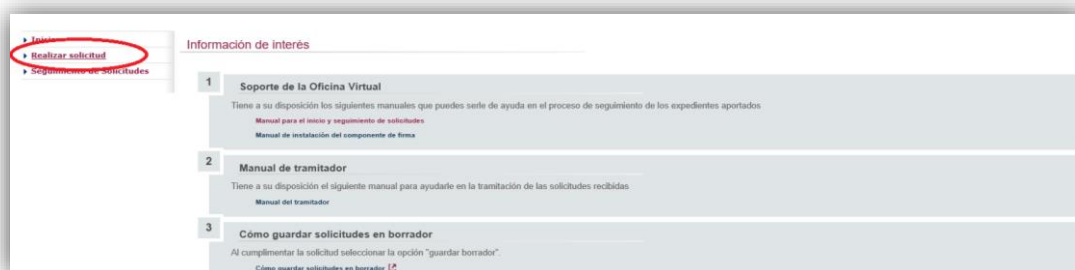 Inicio
Realizar solicitud
Seguimiento de Solicitudes
Información de interés
1
Soporte de la Oficina Virtual
Tiene a su disposición los siguientes manuales que puedes serle de ayuda en el proceso de seguimiento de los expedientes aportados
Manual para el inicio y seguimiento de solicitudes
Manual de instalación del componente de firma
2
Manual de tramitador
Tiene a su disposición el siguiente manual para ayudarle en la tramitación de las solicitudes recibidas
Manual del tramitador
3
Cómo guardar solicitudes en borrador
Al cumplimentar la solicitud seleccionar la opción "guardar borrador".
Cómo guardar solicitudes en borrador